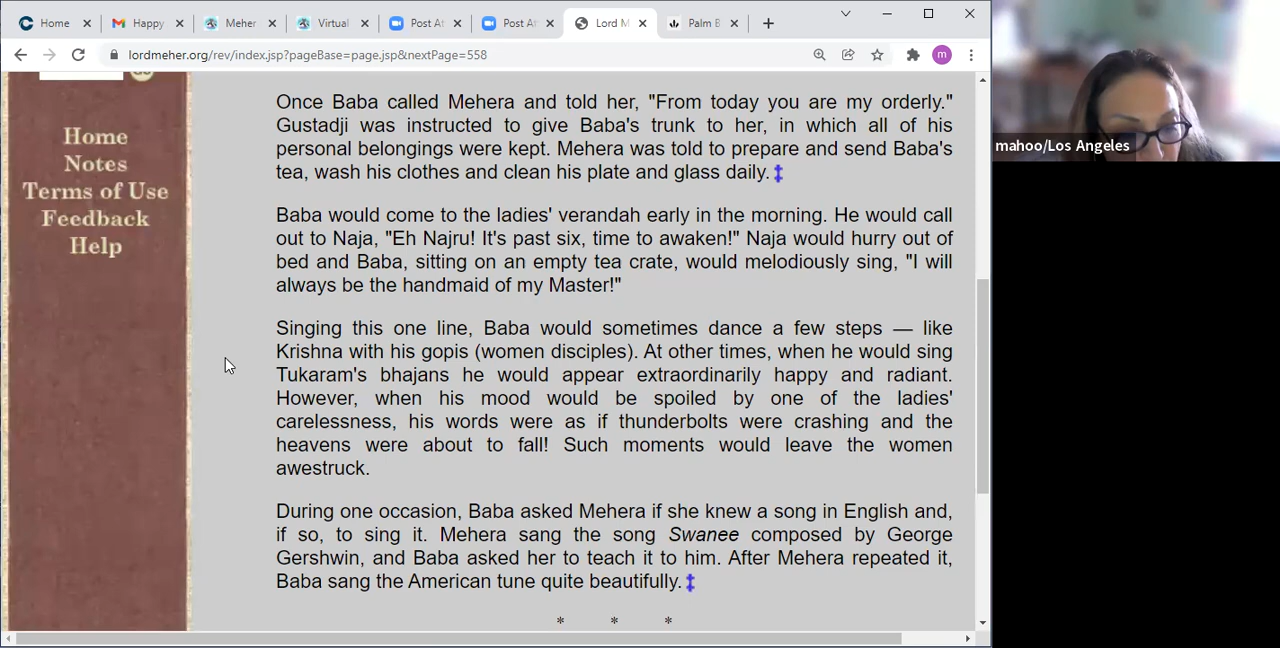 Home
Happy
Meher
Virtual
Post At
Post At
Lord M
Palm B
lordmeher.org/rev/index.jsp?pageBase=page.jsp&nextPage=558
m
Home
Notes
Terms of Use
Feedback
Help
Once Baba called Mehera and told her, "From today you are my orderly."
Gustadji was instructed to give Baba's trunk to her, in which all of his
personal belongings were kept. Mehera was told to prepare and send Baba's
tea, wash his clothes and clean his plate and glass daily.‡
Baba would come to the ladies' verandah early in the morning. He would call
out to Naja, "Eh Najru! It's past six, time to awaken!" Naja would hurry out of
bed and Baba, sitting on an empty tea crate, would melodiously sing, "I will
always be the handmaid of my Master!"
Singing this one line, Baba would sometimes dance a few steps — like
Krishna with his gopis (women disciples). At other times, when he would sing
Tukaram's bhajans he would appear extraordinarily happy and radiant.
However, when his mood would be spoiled by one of the ladies'
carelessness, his words were as if thunderbolts were crashing and the
heavens were about to fall! Such moments would leave the women
awestruck.
During one occasion, Baba asked Mehera if she knew a song in English and,
if so, to sing it. Mehera sang the song Swanee composed by George
Gershwin, and Baba asked her to teach it to him. After Mehera repeated it,
Baba sang the American tune quite beautifully.‡
* * *
mahoo/Los Angeles